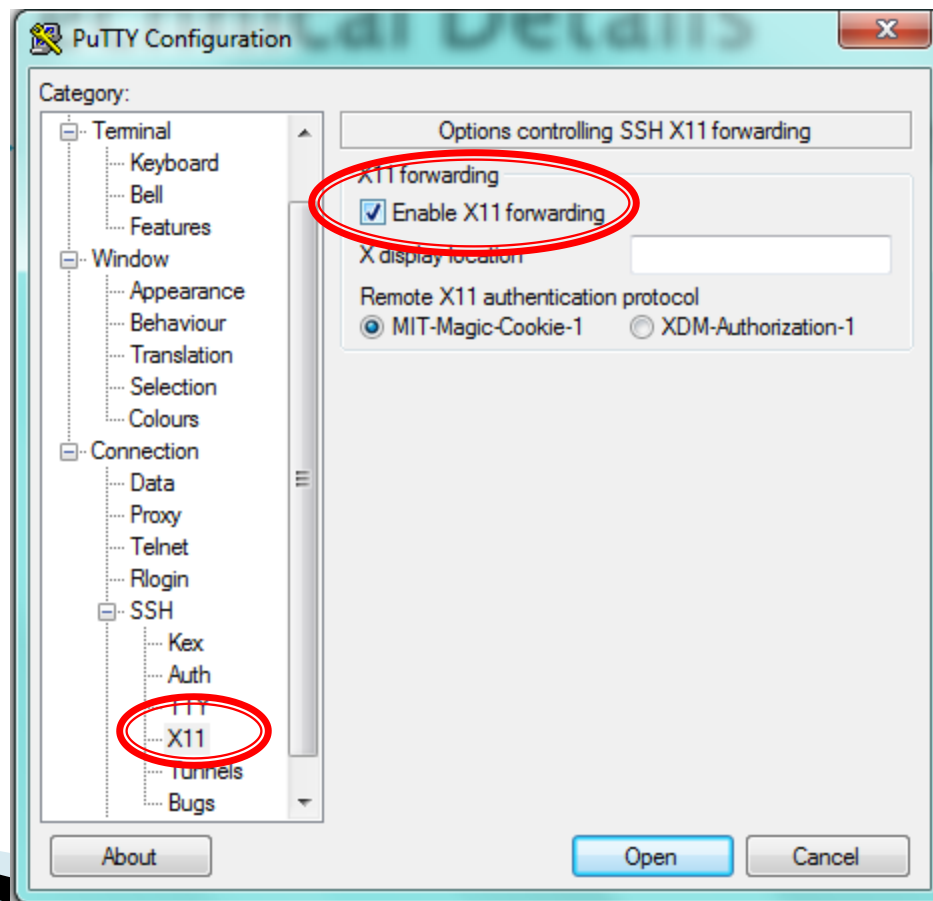 PuTTY Configuration
Category:
Terminal
Keyboard
Bell
Features
Window
Appearance
Behaviour
Translation
Selection
Colours
Connection
Data
Proxy
Telnet
Rlogin
SSH
Kex
Auth
TTY
X11
Tunnels
Bugs
Options controlling SSH X11 forwarding
X11 forwarding
Enable X11 forwarding
X display location
Remote X11 authentication protocol
MIT-Magic-Cookie-1 XDM-Authorization-1
About Open Cancel